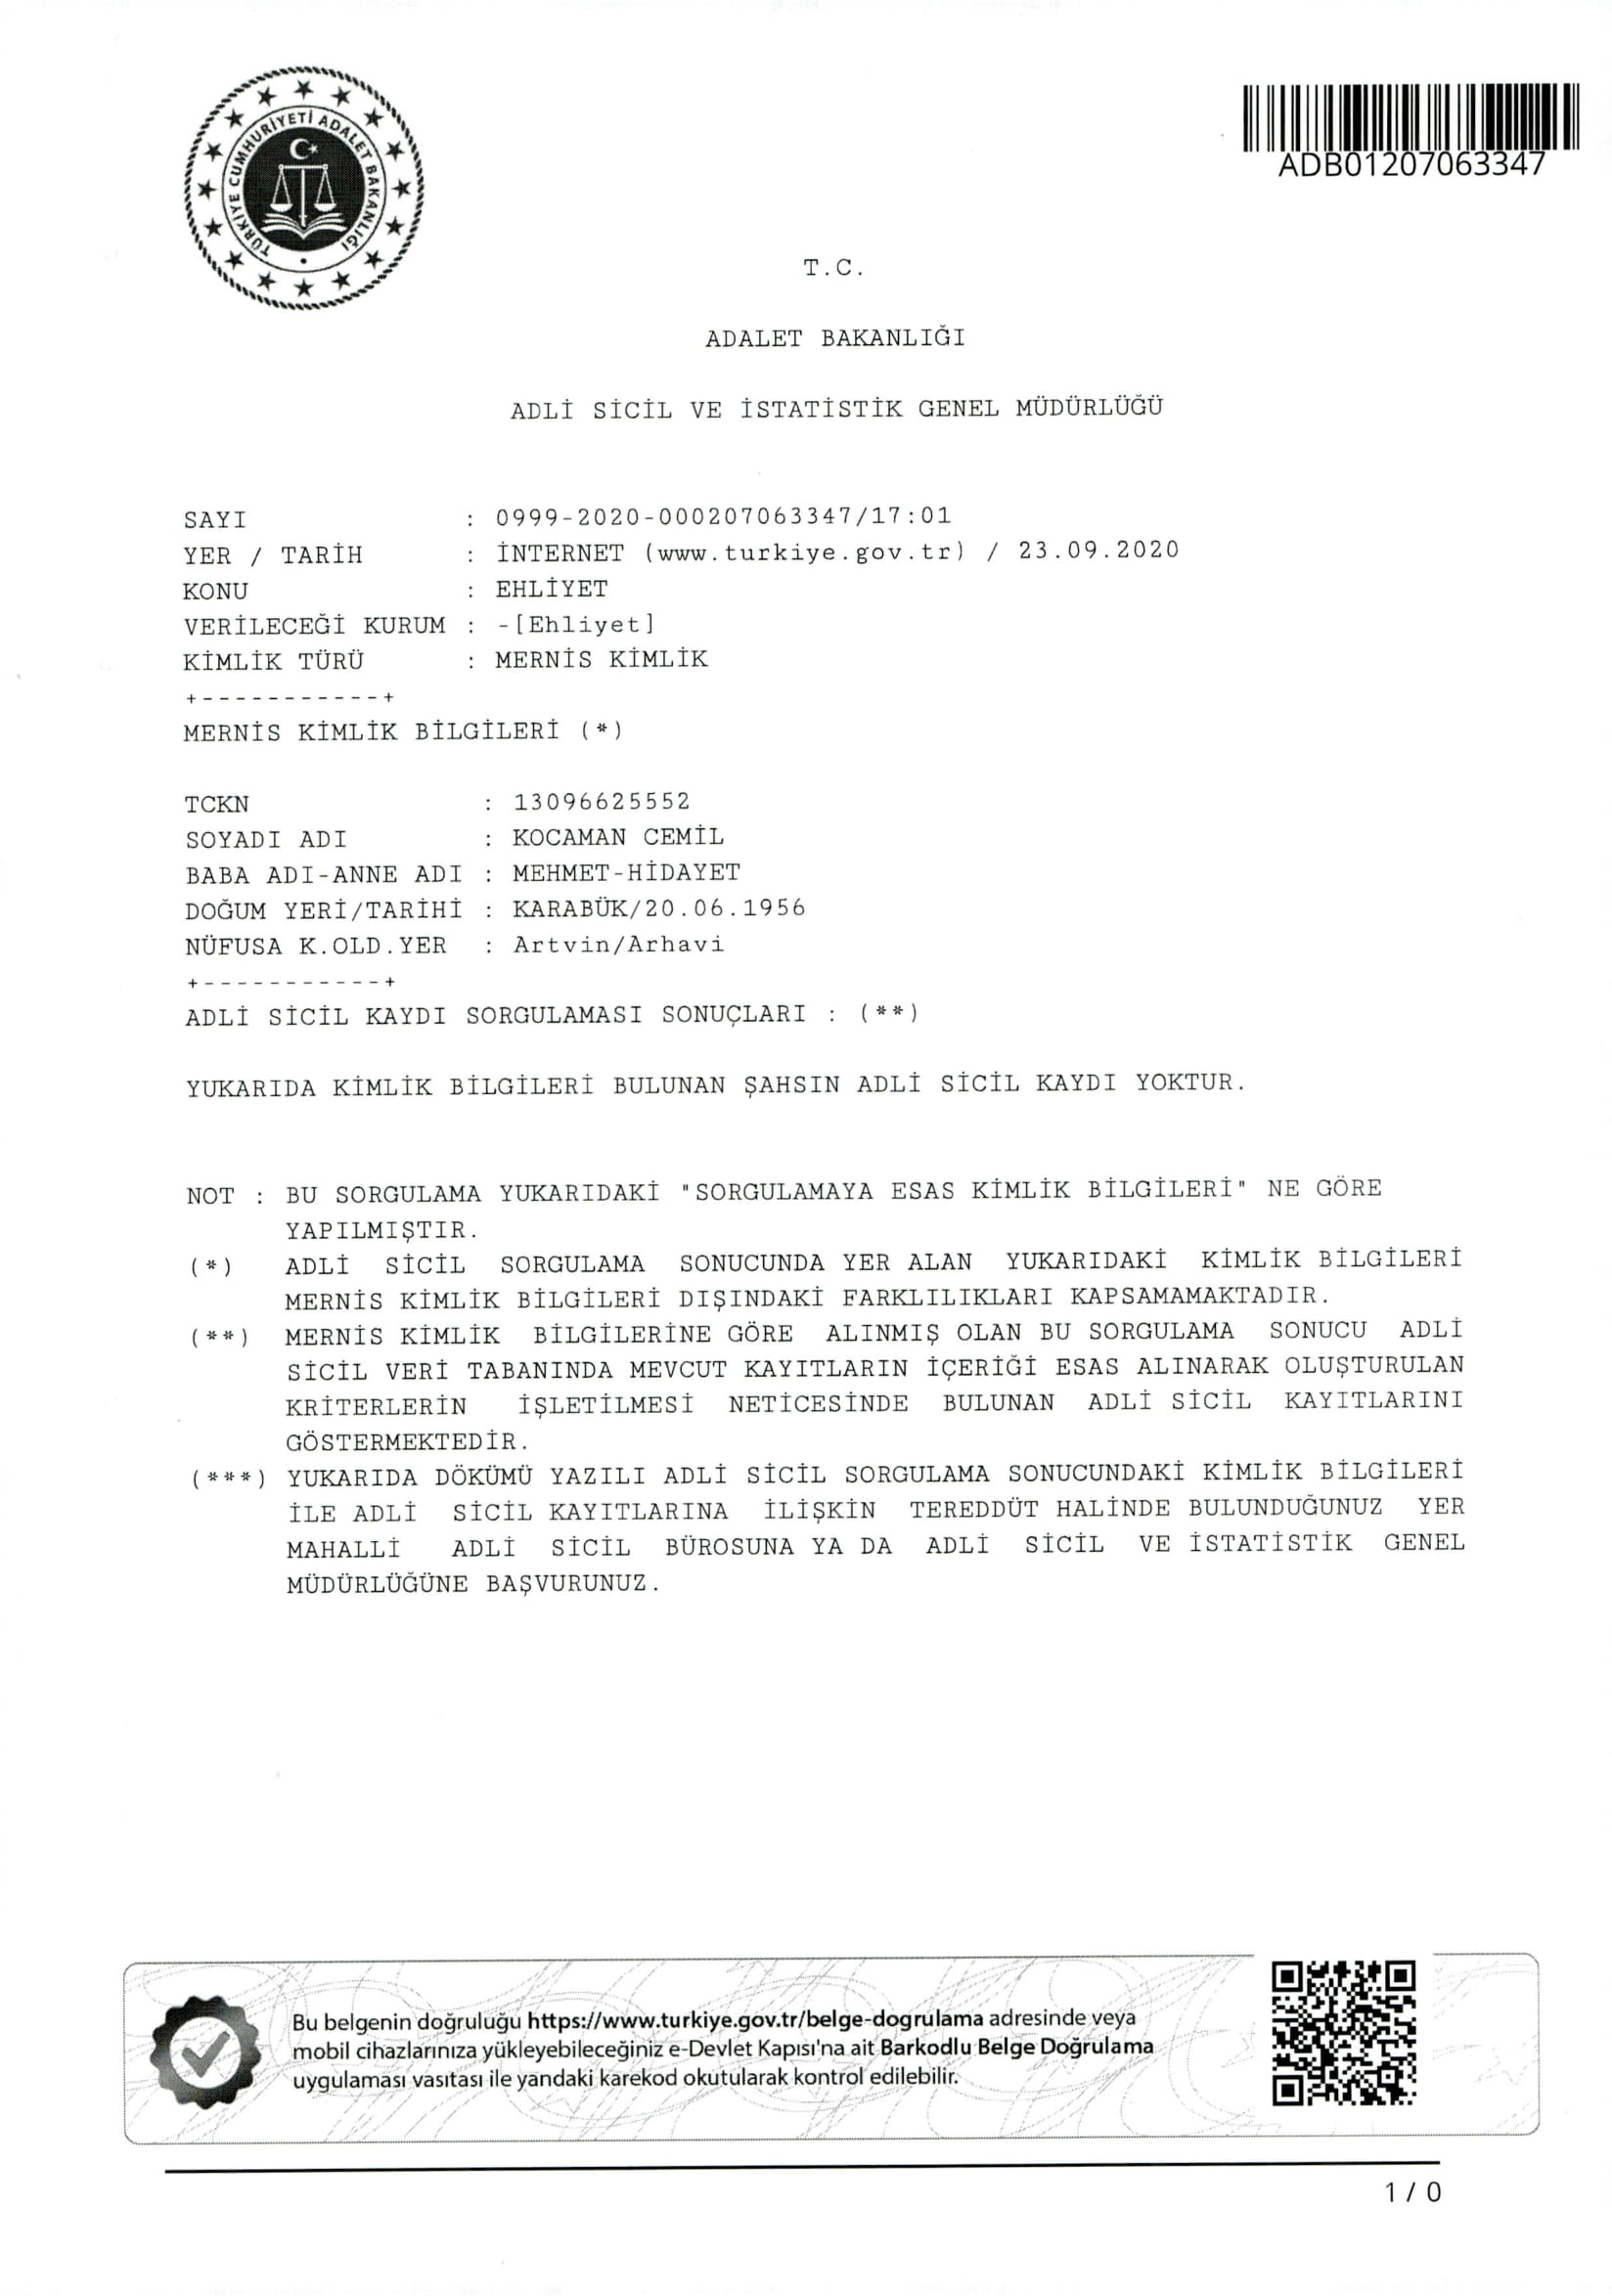 TÜRKİYE CUMHURİYETİ ADALET BAKANLIĞI
ADB01207063347
T.C.
ADALET BAKANLIĞI
ADLİ SİCİL VE İSTATİSTİK GENEL MÜDÜRLÜĞÜ
SAYI : 0999-2020-000207063347/17:01
YER / TARİH : İNTERNET (www.turkiye.gov.tr) / 23.09.2020
KONU : EHLİYET
VERİLECEĞİ KURUM : -[Ehliyet]
KİMLİK TÜRÜ : MERNİS KİMLİK
+-----------+
MERNİS KİMLİK BİLGİLERİ (*)
TCKN : 13096625552
SOYADI ADI : KOCAMAN CEMİL
BABA ADI-ANNE ADI : MEHMET-HİDAYET
DOĞUM YERİ/TARİHİ : KARABÜK/20.06.1956
NÜFUSA K.OLD.YER : Artvin/Arhavi
+-----------+
ADLİ SİCİL KAYDI SORGULAMASI SONUÇLARI : (**)
YUKARIDA KİMLİK BİLGİLERİ BULUNAN ŞAHSIN ADLİ SİCİL KAYDI YOKTUR.
NOT : BU SORGULAMA YUKARIDAKİ "SORGULAMAYA ESAS KİMLİK BİLGİLERİ" NE GÖRE
YAPILMIŞTIR.
(*) ADLİ SİCİL SORGULAMA SONUCUNDA YER ALAN YUKARIDAKİ KİMLİK BİLGİLERİ
MERNİS KİMLİK BİLGİLERİ DIŞINDAKİ FARKLILIKLARI KAPSAMAMAKTADIR.
(**) MERNİS KİMLİK BİLGİLERİNE GÖRE ALINMIŞ OLAN BU SORGULAMA SONUCU ADLİ
SİCİL VERİ TABANINDA MEVCUT KAYITLARIN İÇERİĞİ ESAS ALINARAK OLUŞTURULAN
KRİTERLERİN İŞLETİLMESİ NETİCESİNDE BULUNAN ADLİ SİCİL KAYITLARINI
GÖSTERMEKTEDİR.
(***) YUKARIDA DÖKÜMÜ YAZILI ADLİ SİCİL SORGULAMA SONUCUNDAKİ KİMLİK BİLGİLERİ
İLE ADLİ SİCİL KAYITLARINA İLİŞKİN TEREDDÜT HALİNDE BULUNDUĞUNUZ YER
MAHALLİ ADLİ SİCİL BÜROSUNA YA DA ADLİ SİCİL VE İSTATİSTİK GENEL
MÜDÜRLÜĞÜNE BAŞVURUNUZ.
Bu belgenin doğruluğu https://www.turkiye.gov.tr/belge-dogrulama adresinde veya
mobil cihazlarınıza yükleyebileceğiniz e-Devlet Kapısı'na ait Barkodlu Belge Doğrulama
uygulaması vasıtası ile yandaki karekod okutularak kontrol edilebilir.
1 / 0